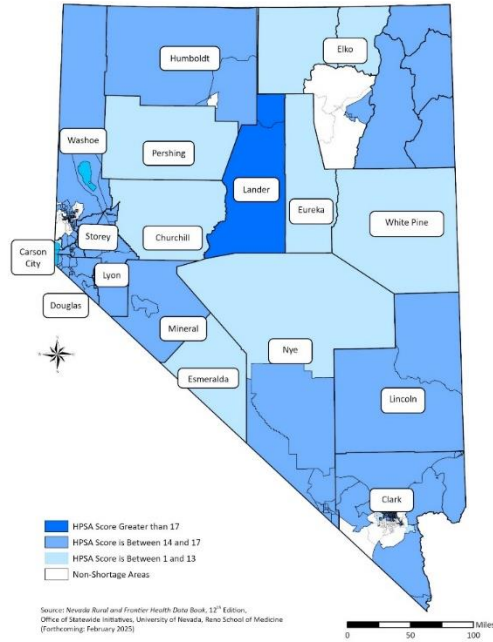 Elko
Humboldt
Washoe
Pershing
Lander
Eureka
White Pine
Storey
Churchill
Carson
City
Lyon
Douglas
Mineral
Nye
Esmeralda
Lincoln
Clark
HPSA Score Greater than 17
HPSA Score is Between 14 and 17
HPSA Score is Between 1 and 13
Non-Shortage Areas
Source: Nevada Rural and Frontier Health Data Book, 12th Edition,
Office of Statewide Initiatives, University of Nevada, Reno School of Medicine
(Forthcoming: February 2025)
Miles
0 50 100